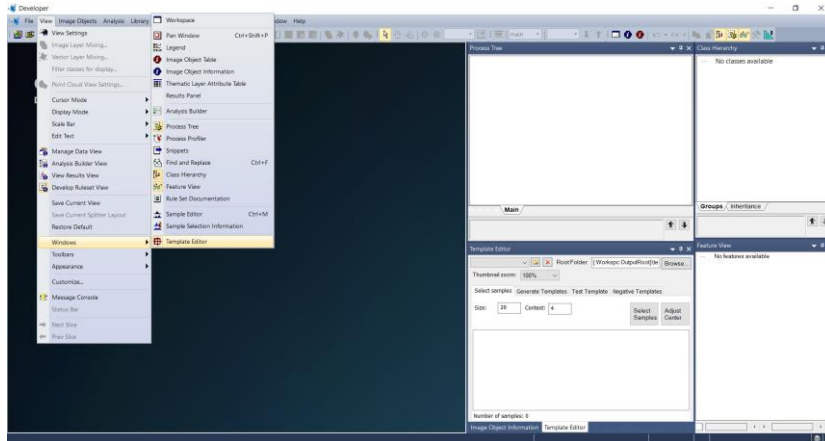 Developer
File View Image Objects Analysis Library Window Help
View Settings
Image Layer Mixing...
Vector Layer Mixing...
Filter classes for display...
Point Cloud View Settings...
Cursor Mode
Display Mode
Scale Bar
Edit Text
Manage Data View
Analysis Builder View
View Results View
Develop Ruleset View
Save Current View
Save Current Splitter Layout
Restore Default
Windows
Toolbars
Appearance
Customize...
Message Console
Status Bar
Next Slice
Prev Slice
Workspace
Pan Window Ctrl+Shift+P
Legend
Image Object Table
Image Object Information
Thematic Layer Attribute Table
Results Panel
Analysis Builder
Process Tree
Process Profiler
Snippets
Find and Replace Ctrl+F
Class Hierarchy
Feature View
Rule Set Documentation
Sample Editor Ctrl+M
Sample Selection Information
Template Editor
main
Process Tree
Main
Class Hierarchy
No classes available
Groups Inheritance
Template Editor
Root Folder: {:Workspc.OutputRoot}\te Browse...
Thumbnail zoom: 100%
Select samples Generate Templates Test Template Negative Templates
Size: 20 Context: 4 Select Samples Adjust Center
Number of samples: 0
Image Object Information Template Editor
Feature View
No features available